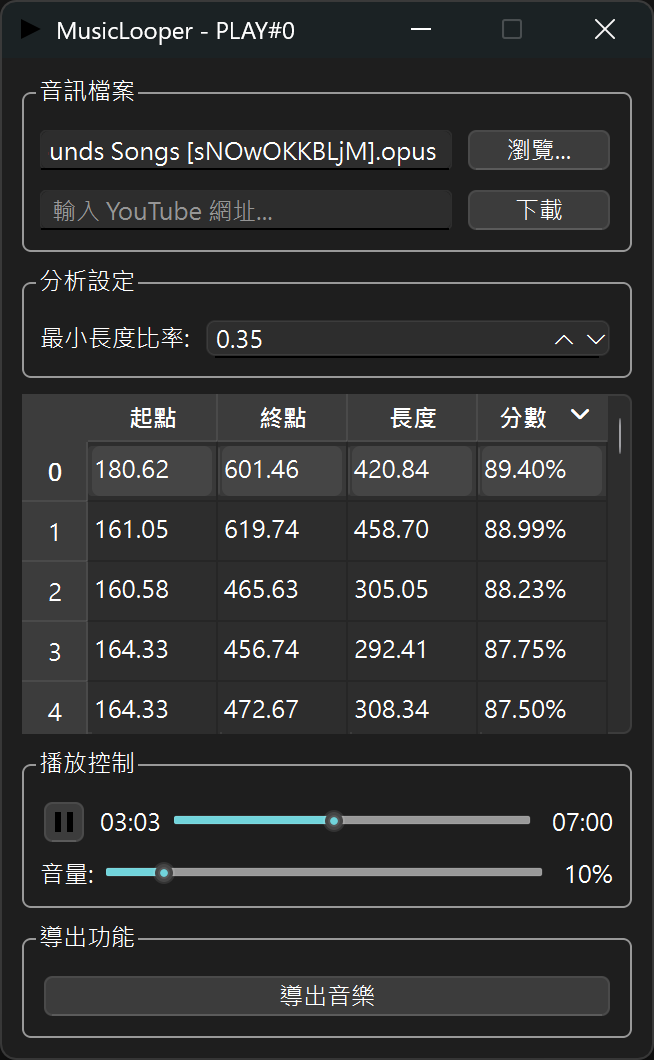 MusicLooper - PLAY#0
音訊檔案
unds Songs [sNOwOKKBLjM].opus
瀏覽...
輸入 YouTube 網址...
下載
分析設定
最小長度比率: 0.35
起點 終點 長度 分數
0 180.62 601.46 420.84 89.40%
1 161.05 619.74 458.70 88.99%
2 160.58 465.63 305.05 88.23%
3 164.33 456.74 292.41 87.75%
4 164.33 472.67 308.34 87.50%
播放控制
03:03 07:00
音量: 10%
導出功能
導出音樂